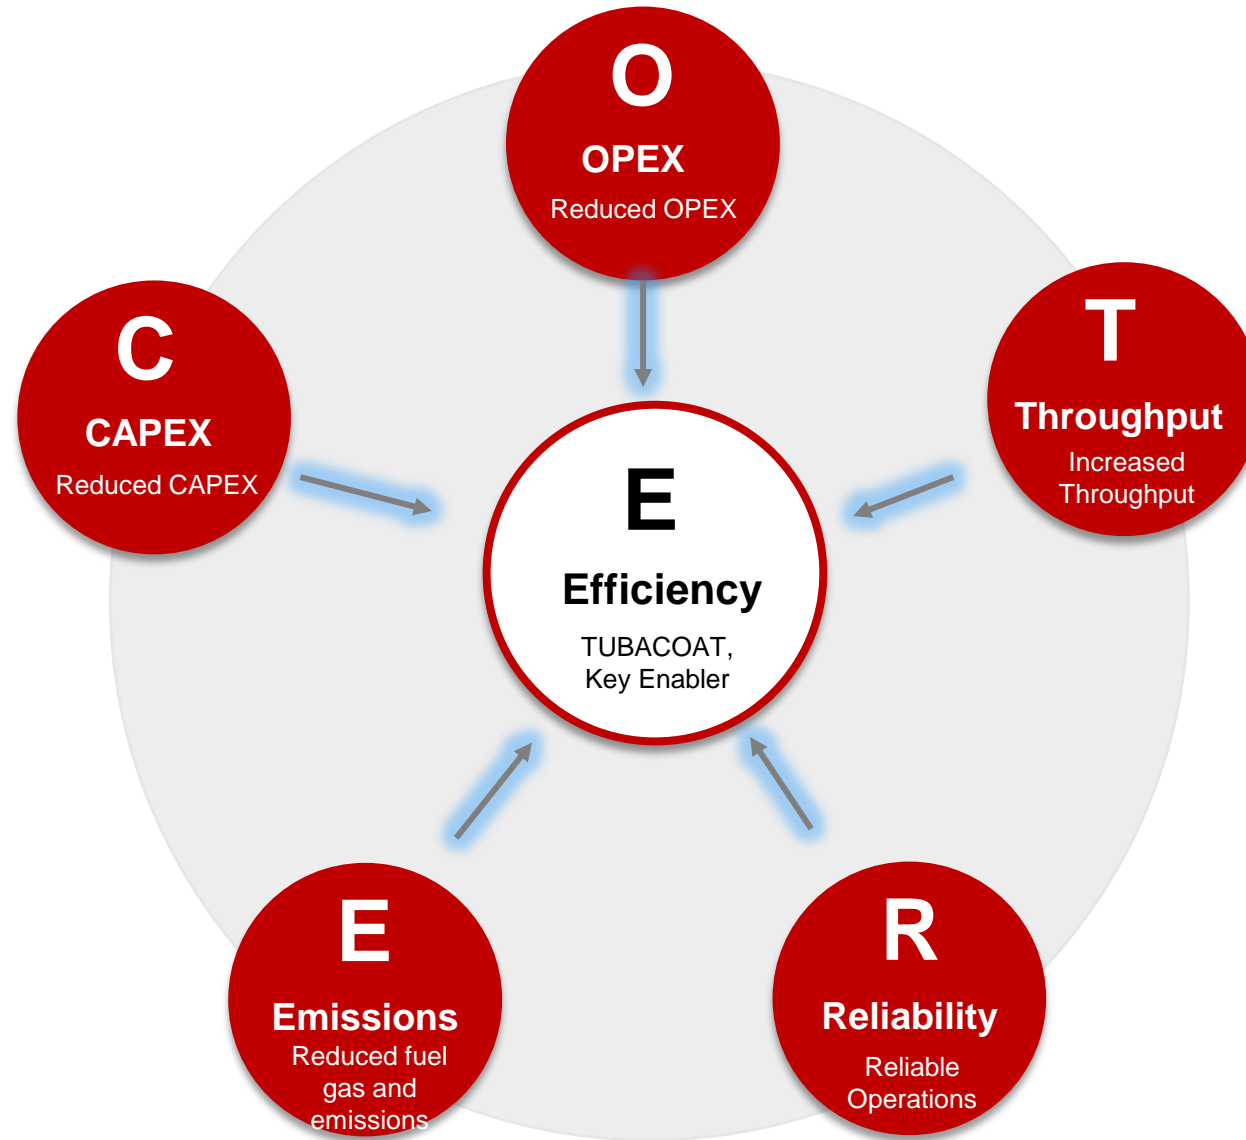 O
OPEX
Reduced OPEX
C
CAPEX
Reduced CAPEX
T
Throughput
Increased
Throughput
E
Efficiency
TUBACOAT,
Key Enabler
E
Emissions
Reduced fuel
gas and
emissions
R
Reliability
Reliable
Operations